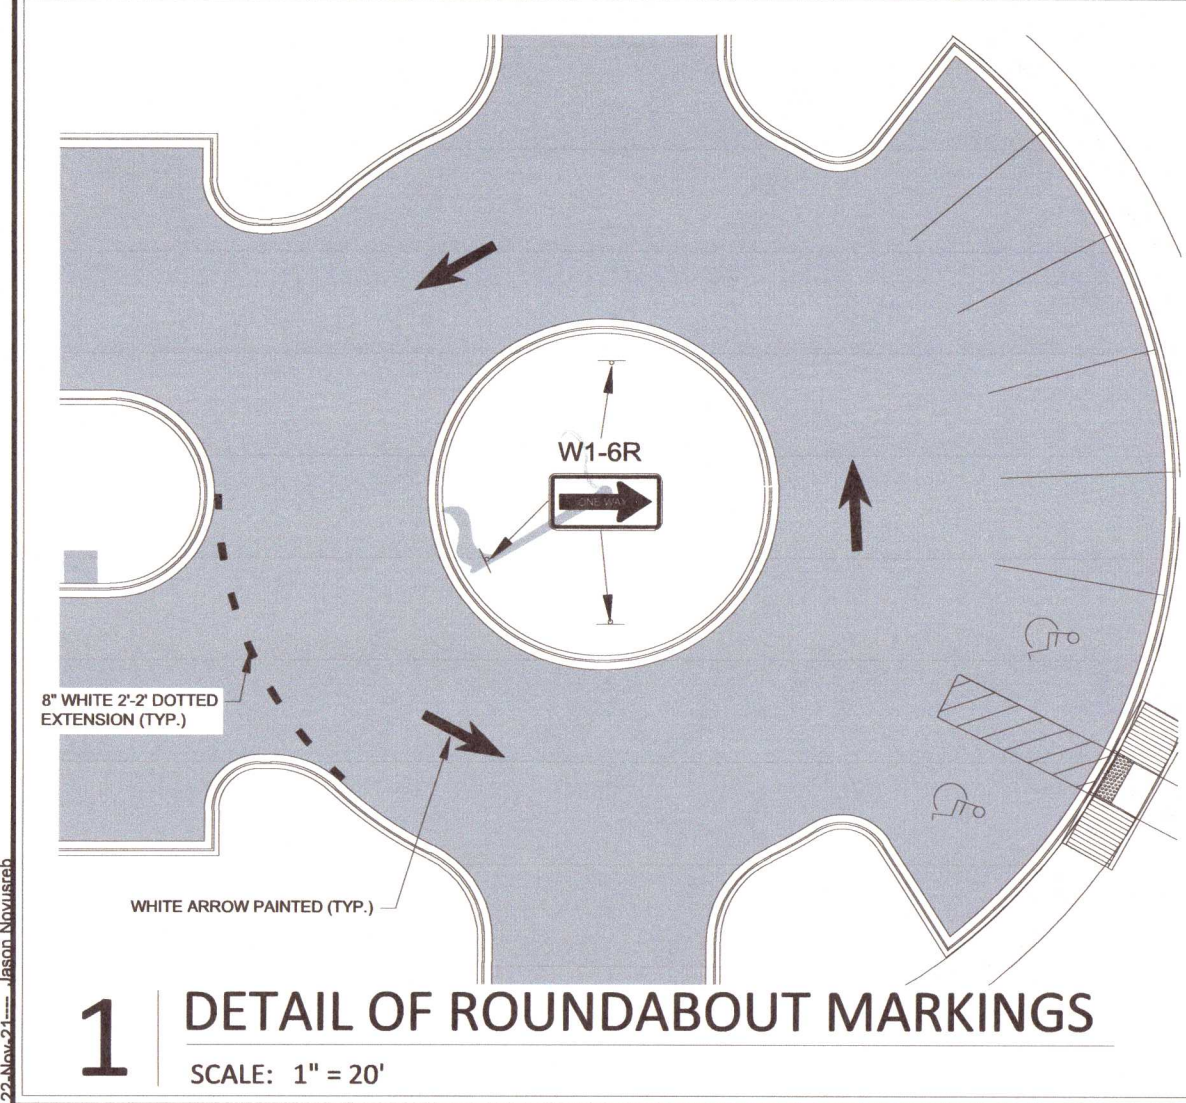 W1-6R
ONE WAY
8" WHITE 2'-2' DOTTED
EXTENSION (TYP.)
WHITE ARROW PAINTED (TYP.)
1
DETAIL OF ROUNDABOUT MARKINGS
SCALE: 1" = 20'
22-Nov-21---- Jason Novusreb